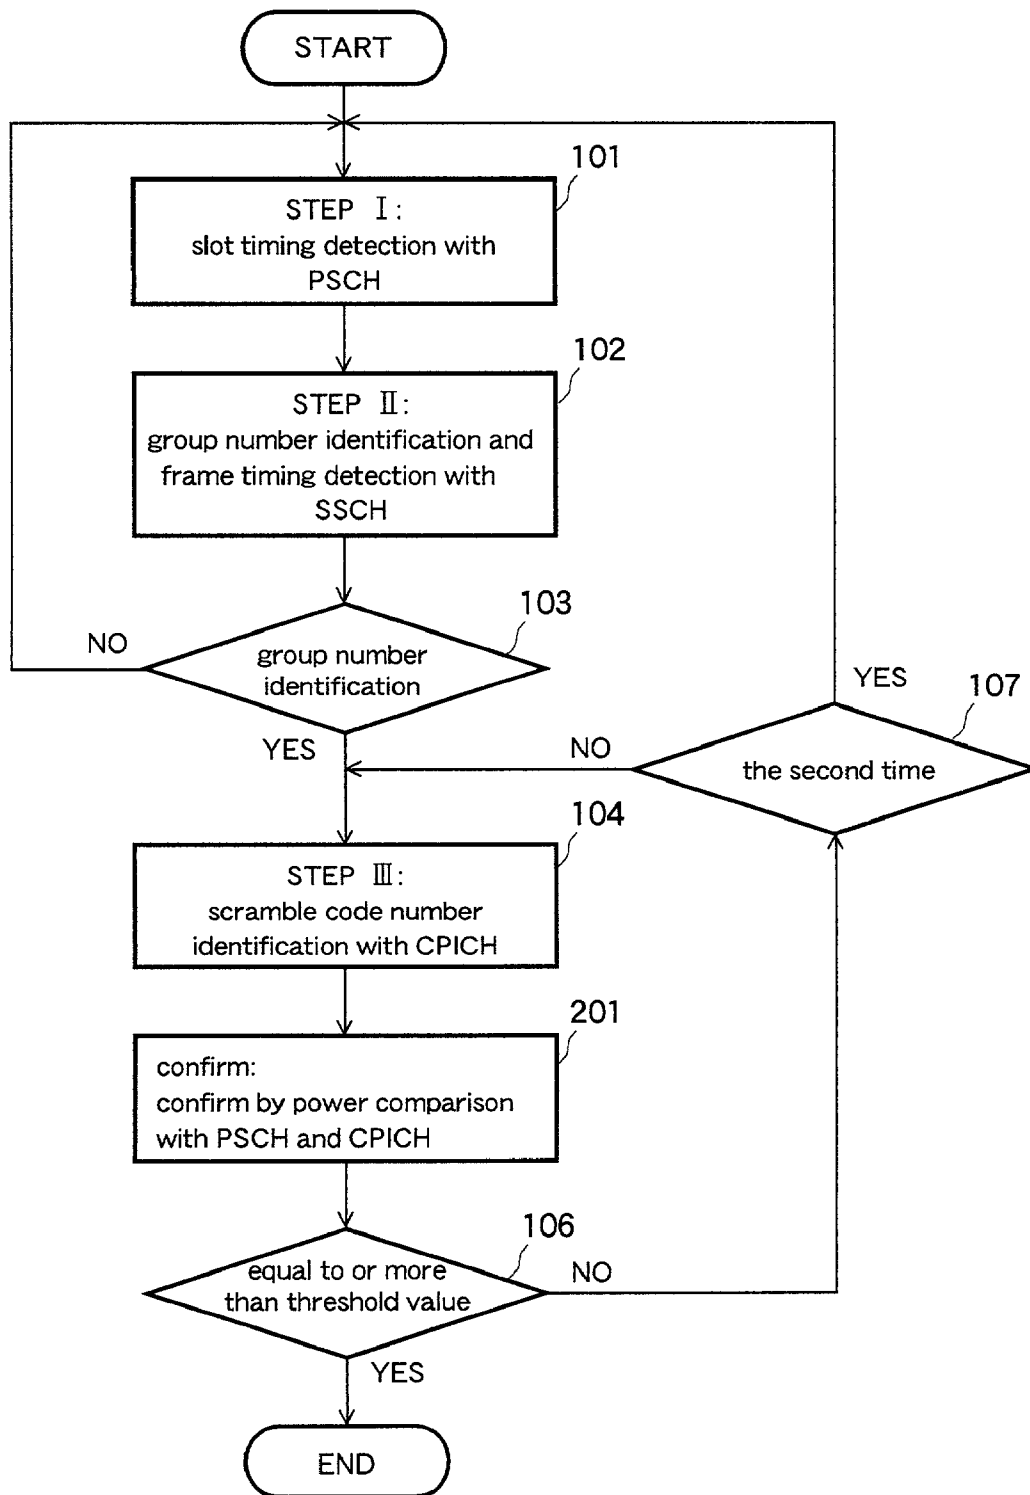 START
101
STEP Ⅰ:
slot timing detection with
PSCH
102
STEP Ⅱ:
group number identification and
frame timing detection with
SSCH
103
NO
group number
identification
YES
YES
107
NO
the second time
104
STEP Ⅲ:
scramble code number
identification with CPICH
201
confirm:
confirm by power comparison
with PSCH and CPICH
106
equal to or more
than threshold value
NO
YES
END